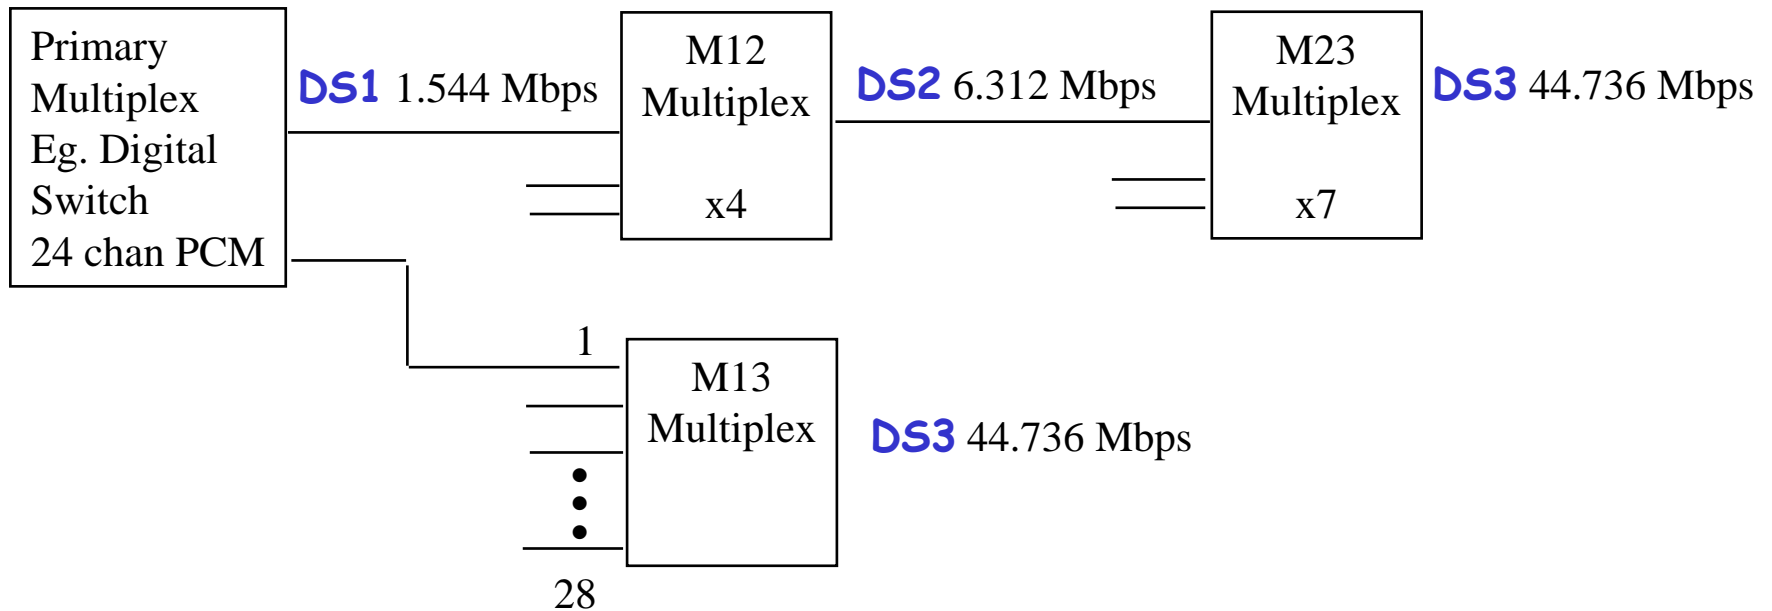 Primary
Multiplex
Eg. Digital
Switch
24 chan PCM
DS1 1.544 Mbps
M12
Multiplex
x4
DS2 6.312 Mbps
M23
Multiplex
x7
DS3 44.736 Mbps
1
M13
Multiplex
28
DS3 44.736 Mbps